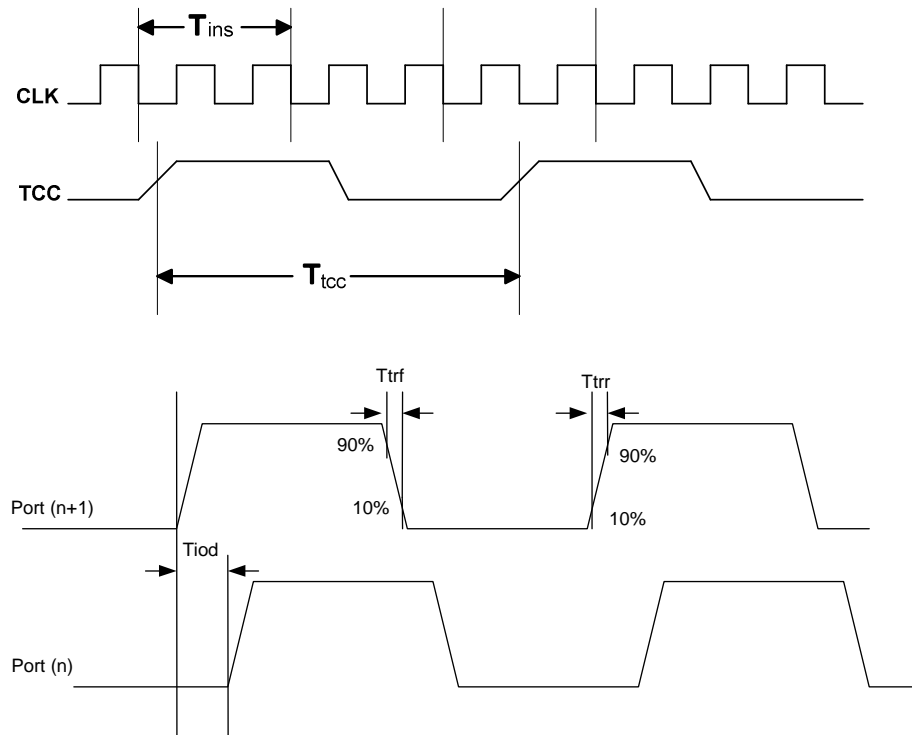 Tins
CLK
TCC
Ttcc
Ttrf
Ttrr
90%
90%
10%
10%
Port (n+1)
Tiod
Port (n)